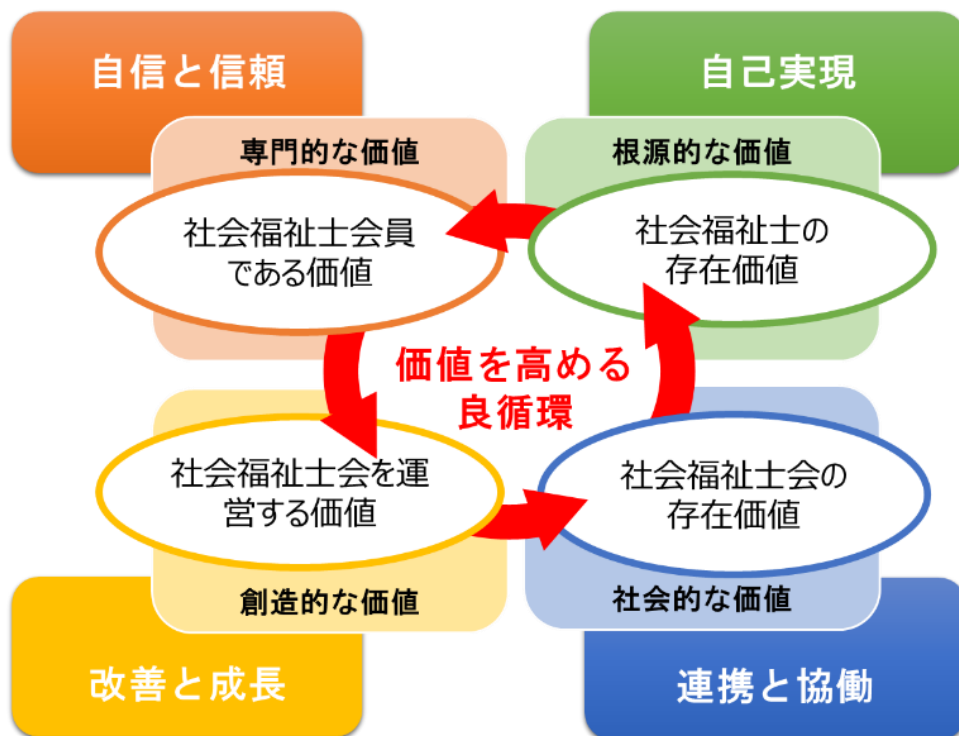 自信と信頼
自己実現
専門的な価値
根源的な価値
社会福祉士会員
である価値
社会福祉士の
存在価値
価値を高める
良循環
社会福祉士会を運
営する価値
社会福祉士会の
存在価値
創造的な価値
社会的な価値
改善と成長
連携と協働